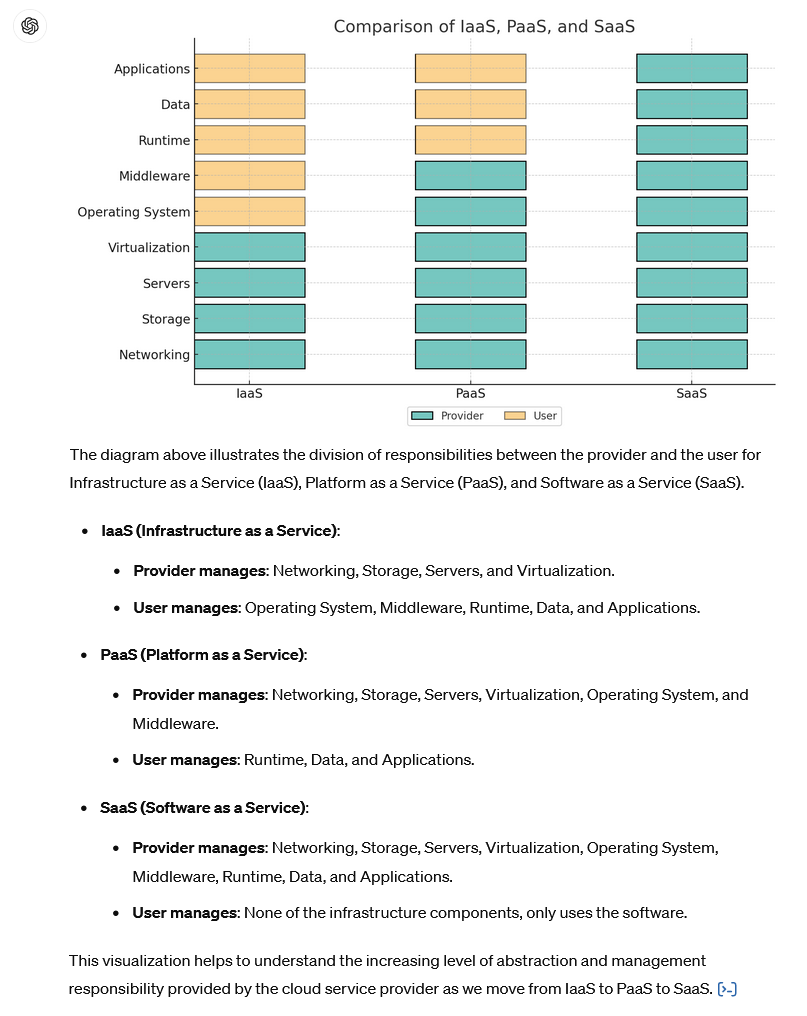 Comparison of IaaS, PaaS, and SaaS
Applications
Data
Runtime
Middleware
Operating System
Virtualization
Servers
Storage
Networking
IaaS PaaS SaaS
Provider User
The diagram above illustrates the division of responsibilities between the provider and the user for
Infrastructure as a Service (IaaS), Platform as a Service (PaaS), and Software as a Service (SaaS).
• IaaS (Infrastructure as a Service):
• Provider manages: Networking, Storage, Servers, and Virtualization.
• User manages: Operating System, Middleware, Runtime, Data, and Applications.
• PaaS (Platform as a Service):
• Provider manages: Networking, Storage, Servers, Virtualization, Operating System, and
Middleware.
• User manages: Runtime, Data, and Applications.
• SaaS (Software as a Service):
• Provider manages: Networking, Storage, Servers, Virtualization, Operating System,
Middleware, Runtime, Data, and Applications.
• User manages: None of the infrastructure components, only uses the software.
This visualization helps to understand the increasing level of abstraction and management
responsibility provided by the cloud service provider as we move from IaaS to PaaS to SaaS. [>-]